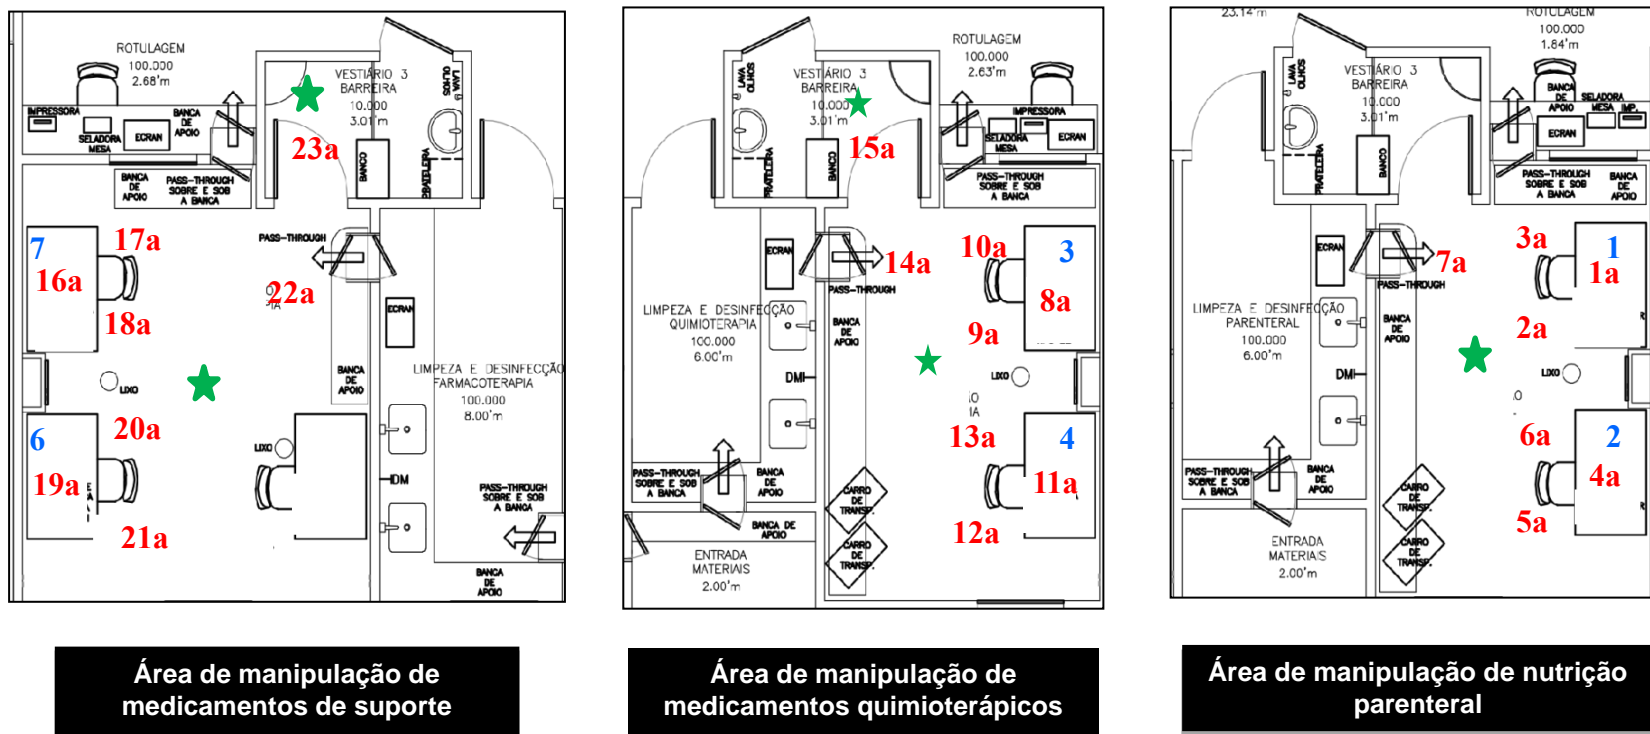 ROTULAGEM
100.000
2.68'm
VESTIÁRIO 3
BARREIRA
10.000
3.01'm
LAVA
OLHOS
IMPRESSORA
SELADORA
MESA
ECRAN
BANCA
DE
APOIO
23a
BANCO
PRATELEIRA
BANCA
DE
APOIO
PASS-THROUGH
SOBRE E SOB
A BANCA
7
16a
17a
18a
PASS-THROUGH
22a
ECRAN
BANCA
DE
APOIO
LIXO
LIMPEZA E DESINFECÇÃO
FARMACOTERAPIA
100.000
8.00'm
6
19a
20a
21a
LIXO
DM
PASS-THROUGH
SOBRE E SOB
A BANCA
BANCA
DE
APOIO
Área de manipulação de
medicamentos de suporte
LAVA
OLHOS
VESTIÁRIO 3
BARREIRA
10.000
3.01'm
15a
ROTULAGEM
100.000
2.63'm
IMPRESSORA
SELADORA
MESA
ECRAN
PRATELEIRA
BANCO
PASS-THROUGH
SOBRE E SOB
A BANCA
ECRAN
14a
PASS-THROUGH
10a
3
8a
9a
LIMPEZA E DESINFECÇÃO
QUIMIOTERAPIA
100.000
6.00'm
BANCA
DE
APOIO
DM
LIXO
13a
4
11a
12a
PASS-THROUGH
SOBRE E SOB
A BANCA
BANCA
DE
APOIO
CARRO
DE
TRANSP.
CARRO
DE
TRANSP.
BANCA DE
APOIO
ENTRADA
MATERIAIS
2.00'm
Área de manipulação de
medicamentos quimioterápicos
23.14'm
LAVA
OLHOS
VESTIÁRIO 3
BARREIRA
10.000
3.01'm
ROTULAGEM
100.000
1.84'm
BANCA
DE
APOIO
SELADORA
MESA
IMP.
ECRAN
PRATELEIRA
BANCO
PASS-THROUGH
SOBRE E SOB
A BANCA
BANCA
DE
APOIO
ECRAN
7a
PASS-THROUGH
3a
1
1a
2a
LIMPEZA E DESINFECÇÃO
PARENTERAL
100.000
6.00'm
BANCA
DE
APOIO
DM
LIXO
6a
2
4a
5a
PASS-THROUGH
SOBRE E SOB
A BANCA
BANCA
DE
APOIO
CARRO
DE
TRANSP.
CARRO
DE
TRANSP.
ENTRADA
MATERIAIS
2.00'm
Área de manipulação de nutrição
parenteral